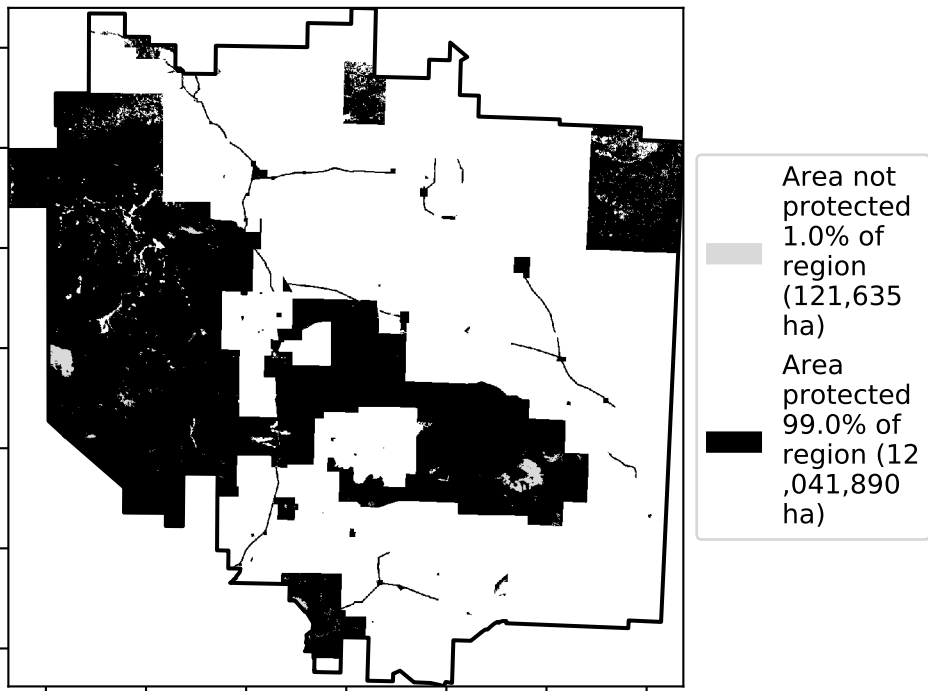 Area not
protected
1.0% of
region
(121,635
ha)
Area
protected
99.0% of
region (12
,041,890
ha)